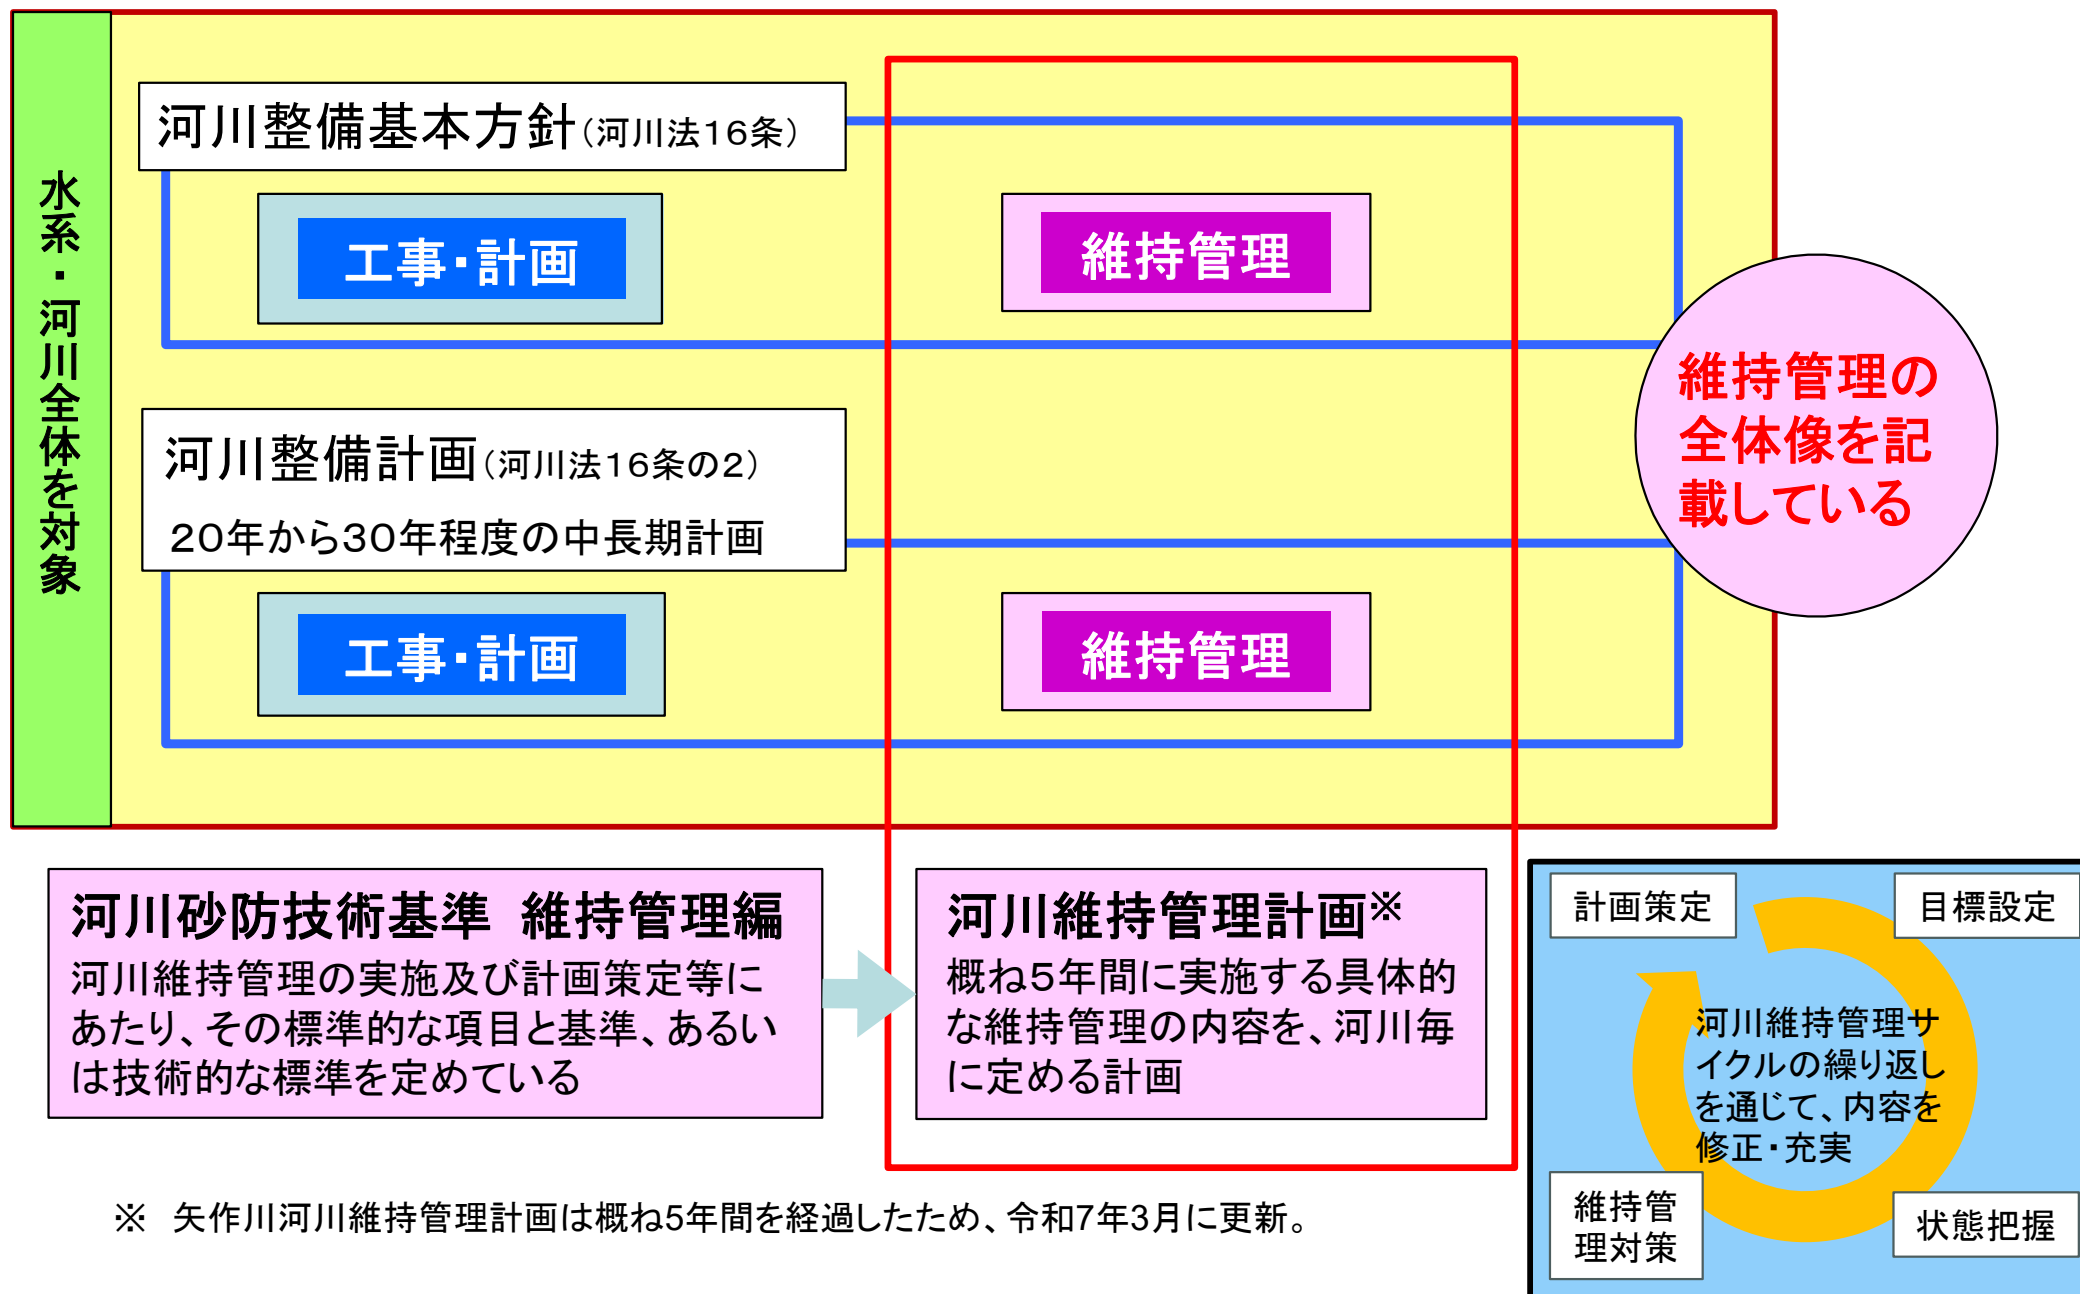 水系・河川全体を対象
河川整備基本方針(河川法16条)
工事・計画
維持管理
河川整備計画(河川法16条の2)
20年から30年程度の中長期計画
工事・計画
維持管理
維持管理の
全体像を記
載している
河川砂防技術基準 維持管理編
河川維持管理の実施及び計画策定等に
あたり、その標準的な項目と基準、あるい
は技術的な標準を定めている
河川維持管理計画※
概ね5年間に実施する具体的
な維持管理の内容を、河川毎
に定める計画
計画策定
目標設定
河川維持管理サ
イクルの繰り返し
を通じて、内容を
修正・充実
維持管
理対策
状態把握
※ 矢作川河川維持管理計画は概ね5年間を経過したため、令和7年3月に更新。